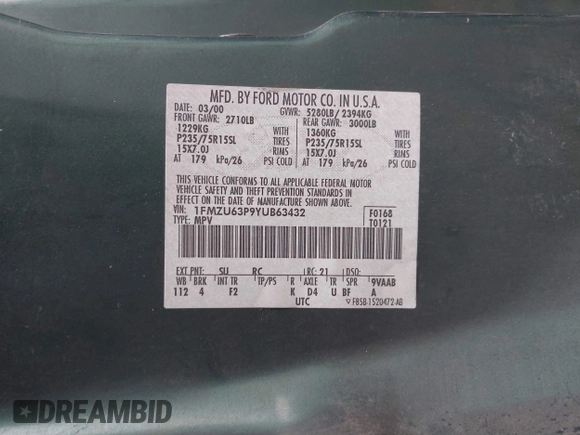 MFD. BY FORD MOTOR CO. IN U.S.A.
DATE: 03/00 GVWR: 5280LB/ 2394KG
FRONT GAWR: 2710LB REAR GAWR: 3000LB
1229KG WITH 1360KG WITH
P235/75R15SL TIRES P235/75R15SL TIRES
15X7.0J RIMS 15X7.0J RIMS
AT 179 kPa/26 PSI COLD AT 179 kPa/26 PSI COLD
THIS VEHICLE CONFORMS TO ALL APPLICABLE FEDERAL MOTOR
VEHICLE SAFETY AND THEFT PREVENTION STANDARDS IN
EFFECT ON THE DATE OF MANUFACTURE SHOWN ABOVE.
VIN: 1FMZU63P9YUB63432 F0168
TYPE: MPV T0121
EXT PNT: SU RC RC: 21 DSO:
WB BRK INT TR TP/PS R AXLE TR SPR 9VAAB
112 4 F2 K D4 U BF A
UTC F85B-1520472-AB
DREAMBID